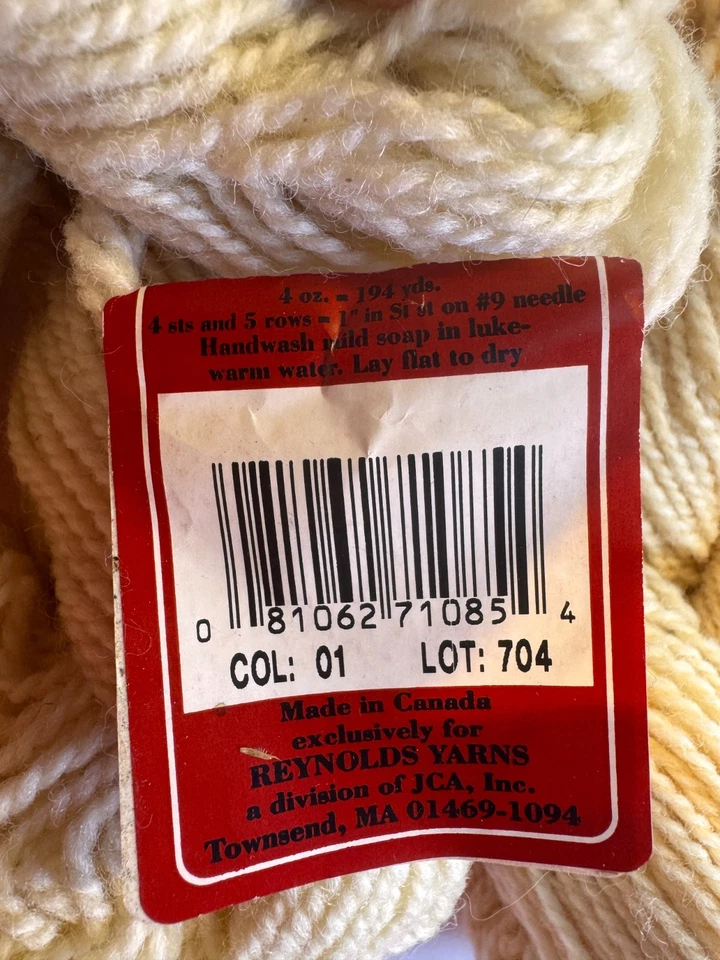 4 oz. = 194 yds.
4 sts and 5 rows = 1" in St st on #9 needle
Handwash mild soap in luke-
warm water. Lay flat to dry
0 81062 71085 4
COL: 01 LOT: 704
Made in Canada
exclusively for
REYNOLDS YARNS
a division of JCA, Inc.
Townsend, MA 01469-1094